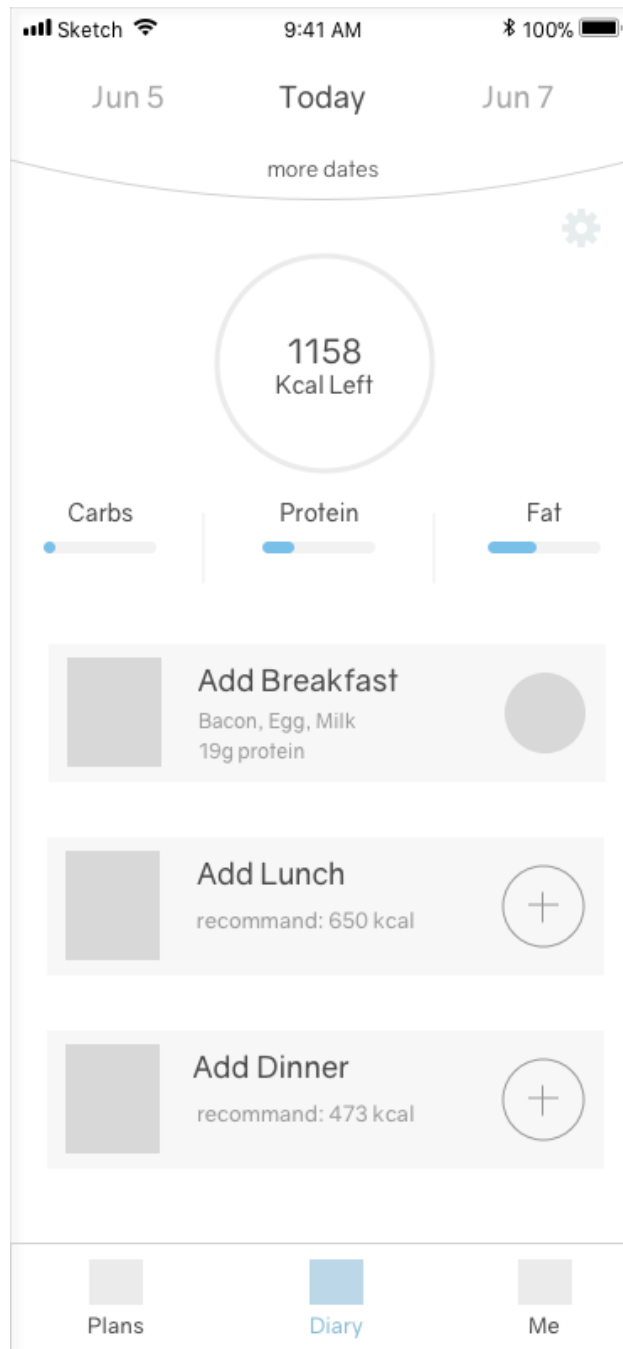 Sketch 9:41 AM 100%
Jun 5 Today Jun 7
more dates
1158
Kcal Left
Carbs Protein Fat
Add Breakfast
Bacon, Egg, Milk
19g protein
Add Lunch
recommand: 650 kcal
Add Dinner
recommand: 473 kcal
Plans Diary Me